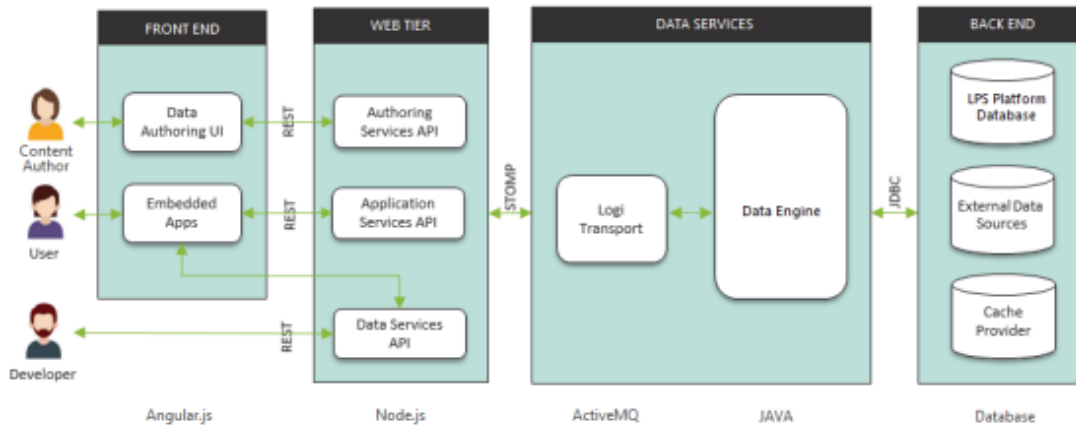 FRONT END
WEB TIER
DATA SERVICES
BACK END
Content
Author
Data
Authoring UI
REST
Authoring
Services API
LPS Platform
Database
User
Embedded
Apps
REST
Application
Services API
STOMP
Logi
Transport
Data Engine
JDBC
External Data
Sources
Developer
REST
Data Services
API
Cache
Provider
Angular.js
Node.js
ActiveMQ
JAVA
Database